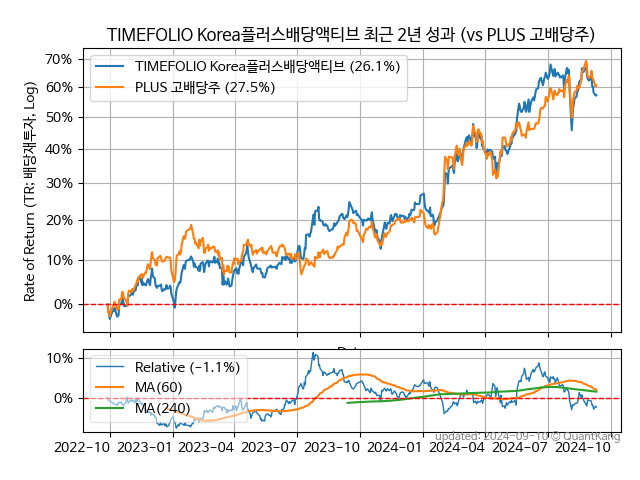 TIMEFOLIO Korea플러스배당액티브 최근 2년 성과 (vs PLUS 고배당주)
70%
60%
50%
40%
30%
20%
10%
0%
Rate of Return (TR: 배당재투자, Log)
TIMEFOLIO Korea플러스배당액티브 (26.1%)
PLUS 고배당주 (27.5%)
10%
0%
Relative (−1.1%)
MA(60)
MA(240)
updated: 2024-09-10 © QuantKang
2022−10 2023−01 2023−04 2023−07 2023−10 2024−01 2024−04 2024−07 2024−10